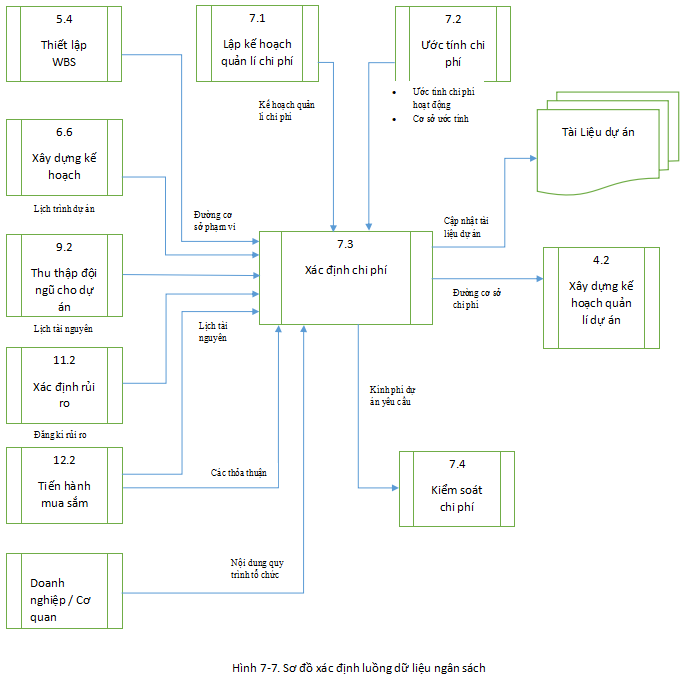 5.4
Thiết lập
WBS
7.1
Lập kế hoạch
quản lí chi phí
7.2
Ước tính chi
phí
Kế hoạch quản
lí chi phí
• Ước tính chi phí
hoạt động
• Cơ sở ước tính
Tài Liệu dự án
6.6
Xây dựng kế
hoạch
Lịch trình dự án
Đường cơ
sở phạm vi
Cập nhật tài
liệu dự án
9.2
Thu thập đội
ngũ cho dự
án
Lịch tài nguyên
7.3
Xác định chi phí
4.2
Xây dựng kế
hoạch quản
lí dự án
Đường cơ sở
chi phí
Lịch tài
nguyên
11.2
Xác định rủi
ro
Đăng kí rủi ro
Kinh phí dự
án yêu cầu
12.2
Tiến hành
mua sắm
Các thỏa thuận
7.4
Kiểm soát
chi phí
Nội dung quy
trình tổ chức
Doanh
nghiệp / Cơ
quan
Hình 7-7. Sơ đồ xác định luồng dữ liệu ngân sách